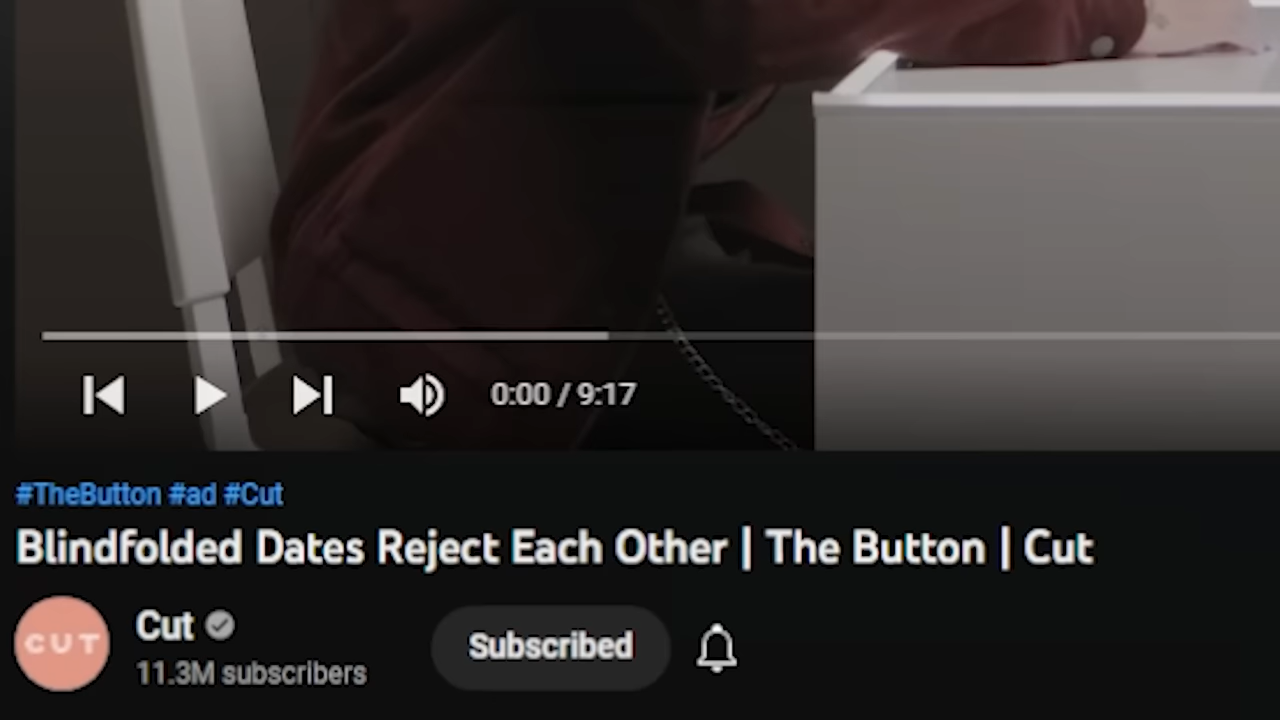 0:00 / 9:17
#TheButton #ad #Cut
Blindfolded Dates Reject Each Other | The Button | Cut
CUT
Cut
11.3M subscribers
Subscribed